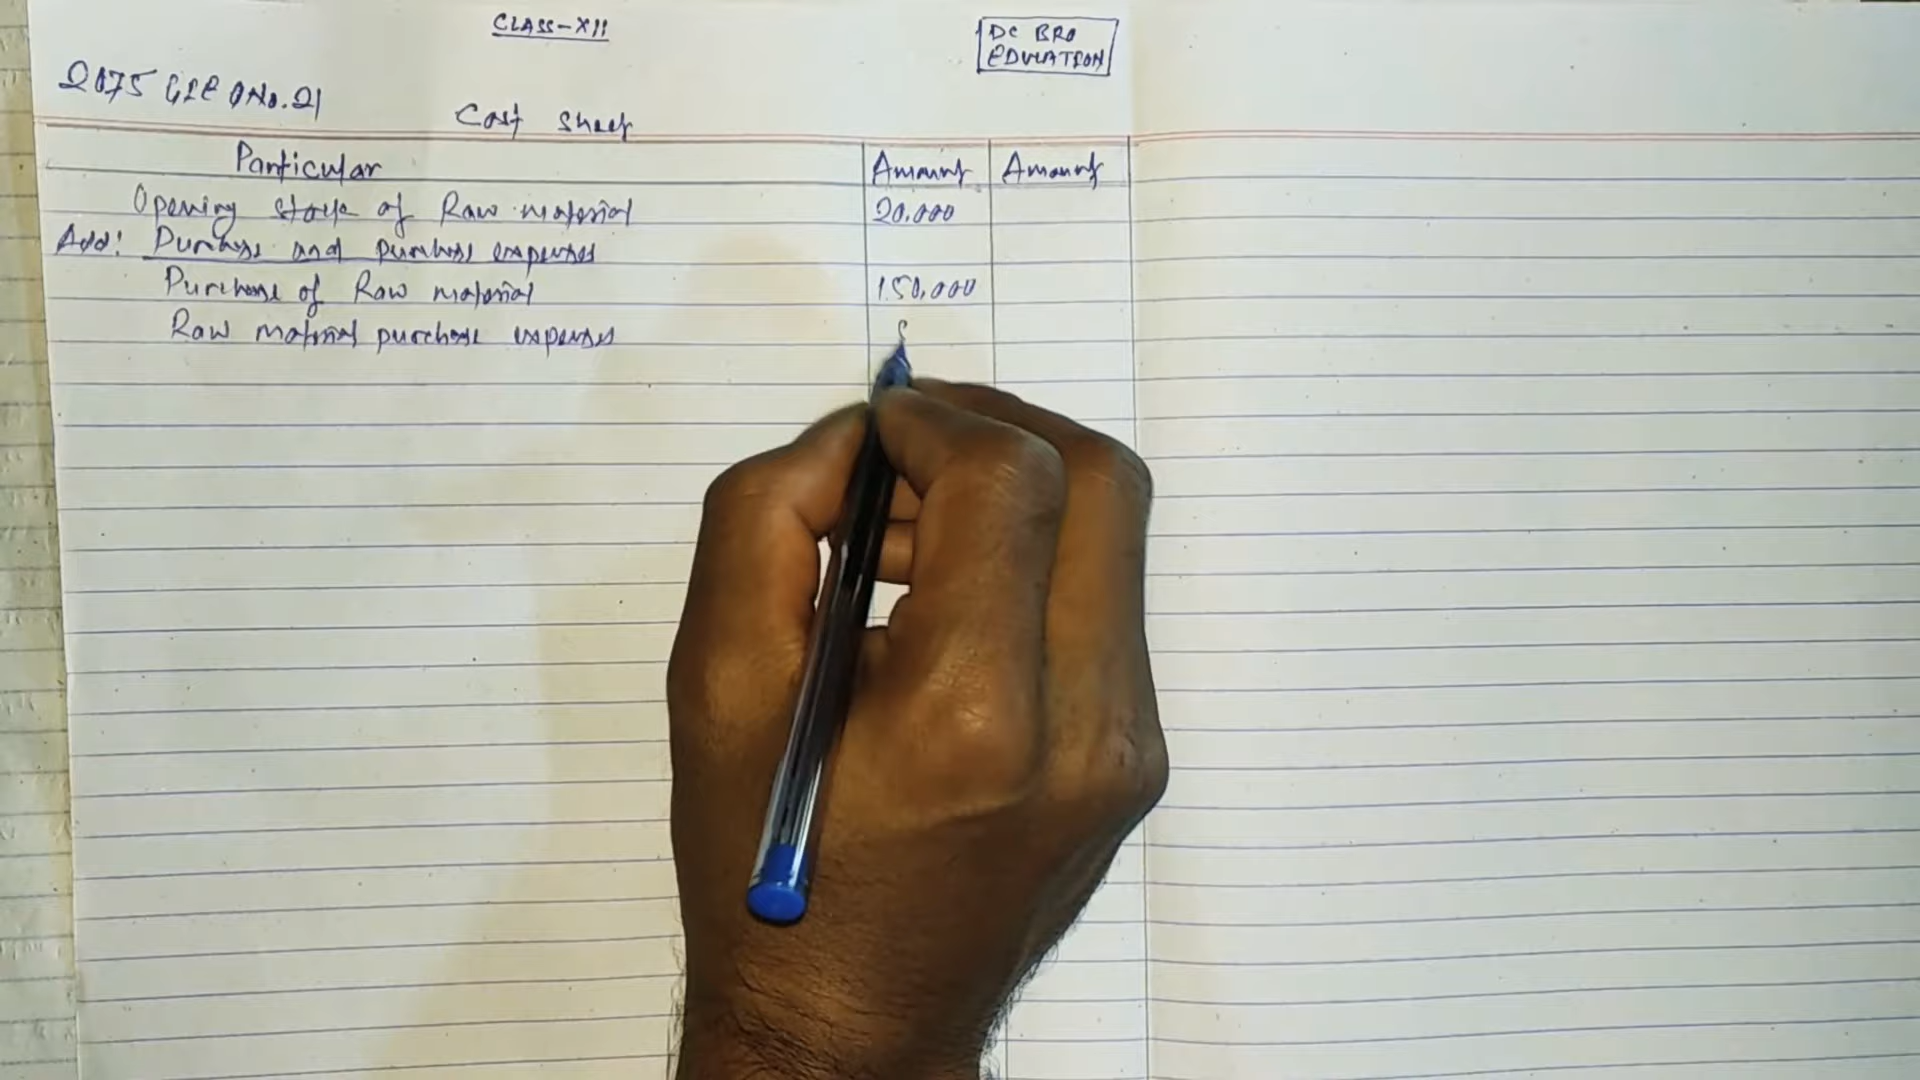 CLASS-XII
DC BRO
EDUCATION
2075 GIE QNo. 21
Cost Sheet
Particular Amount Amount
Opening stock of Raw material 20,000
Add: Purchase and purchase expenses
Purchase of Raw material 150,000
Raw material purchase expenses